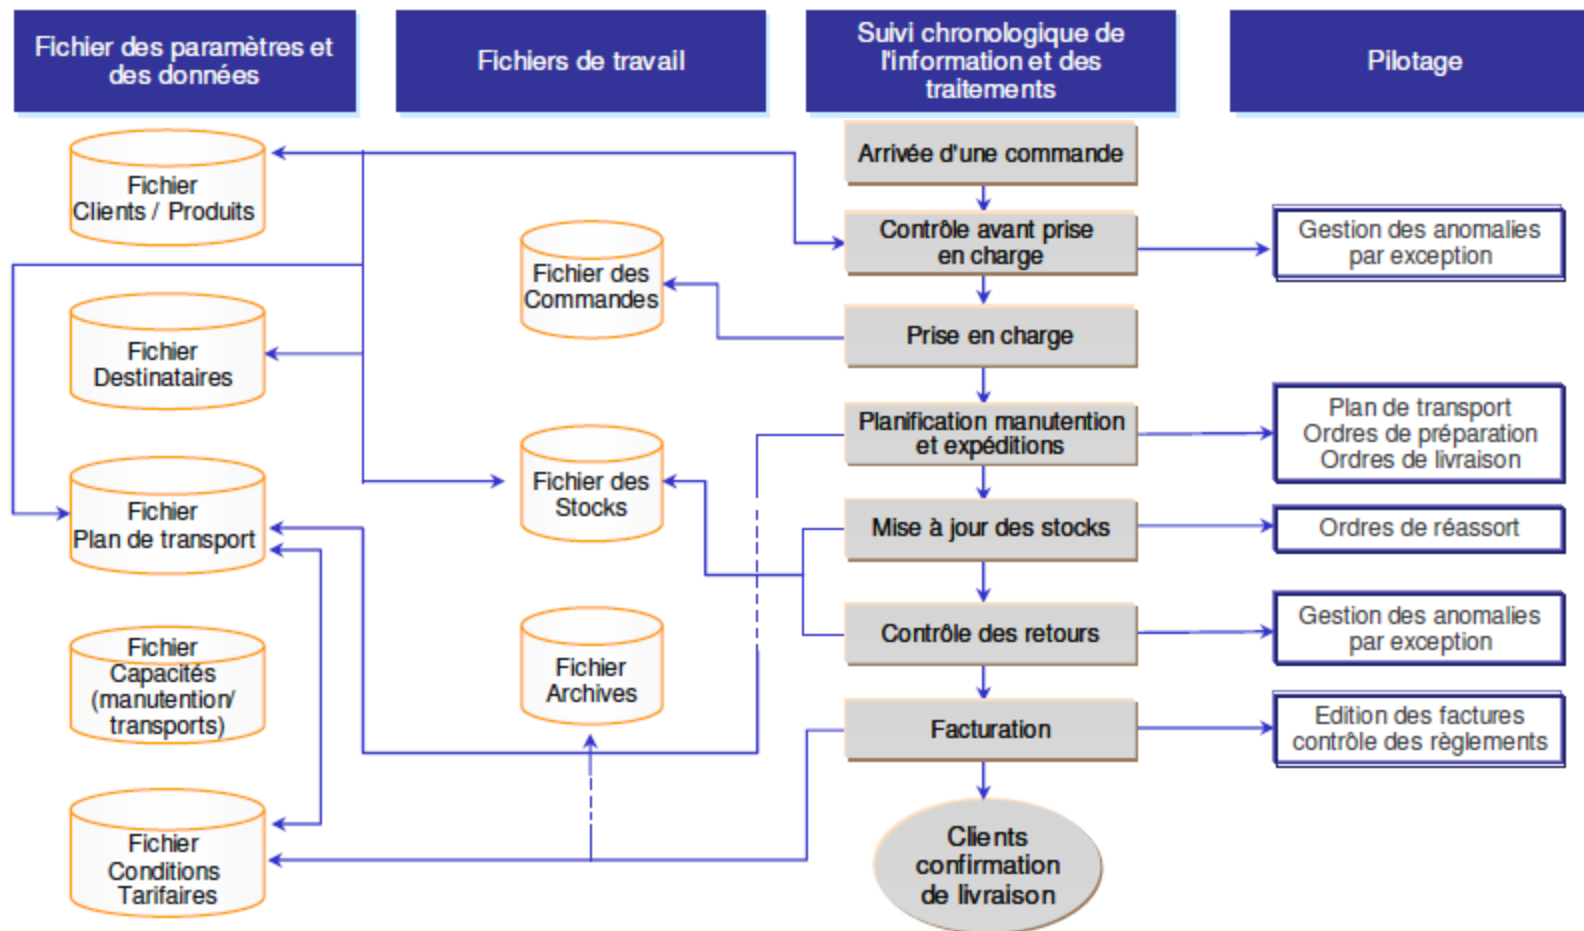 Fichier des paramètres et
des données
Fichiers de travail
Suivi chronologique de
l'information et des
traitements
Pilotage
Fichier
Clients / Produits
Fichier
Destinataires
Fichier
Plan de transport
Fichier
Capacités
(manutention/
transports)
Fichier
Conditions
Tarifaires
Fichier des
Commandes
Fichier des
Stocks
Fichier
Archives
Arrivée d'une commande
Contrôle avant prise
en charge
Prise en charge
Planification manutention
et expéditions
Mise à jour des stocks
Contrôle des retours
Facturation
Clients
confirmation
de livraison
Gestion des anomalies
par exception
Plan de transport
Ordres de préparation
Ordres de livraison
Ordres de réassort
Gestion des anomalies
par exception
Edition des factures
contrôle des règlements